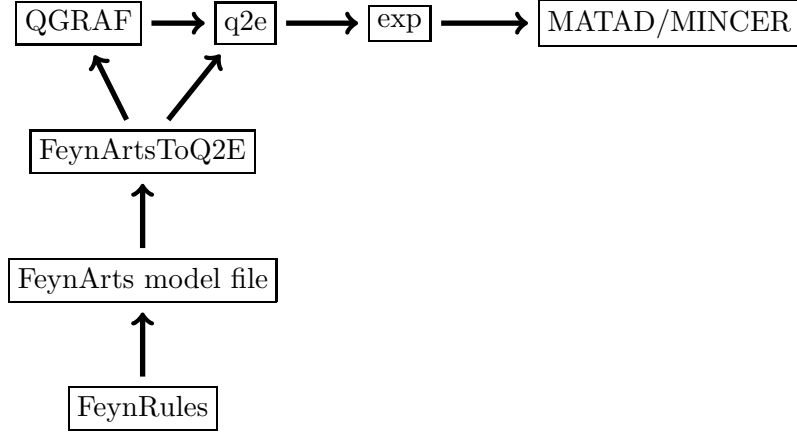 QGRAF
q2e
exp
MATAD/MINCER
FeynArtsToQ2E
FeynArts model file
FeynRules